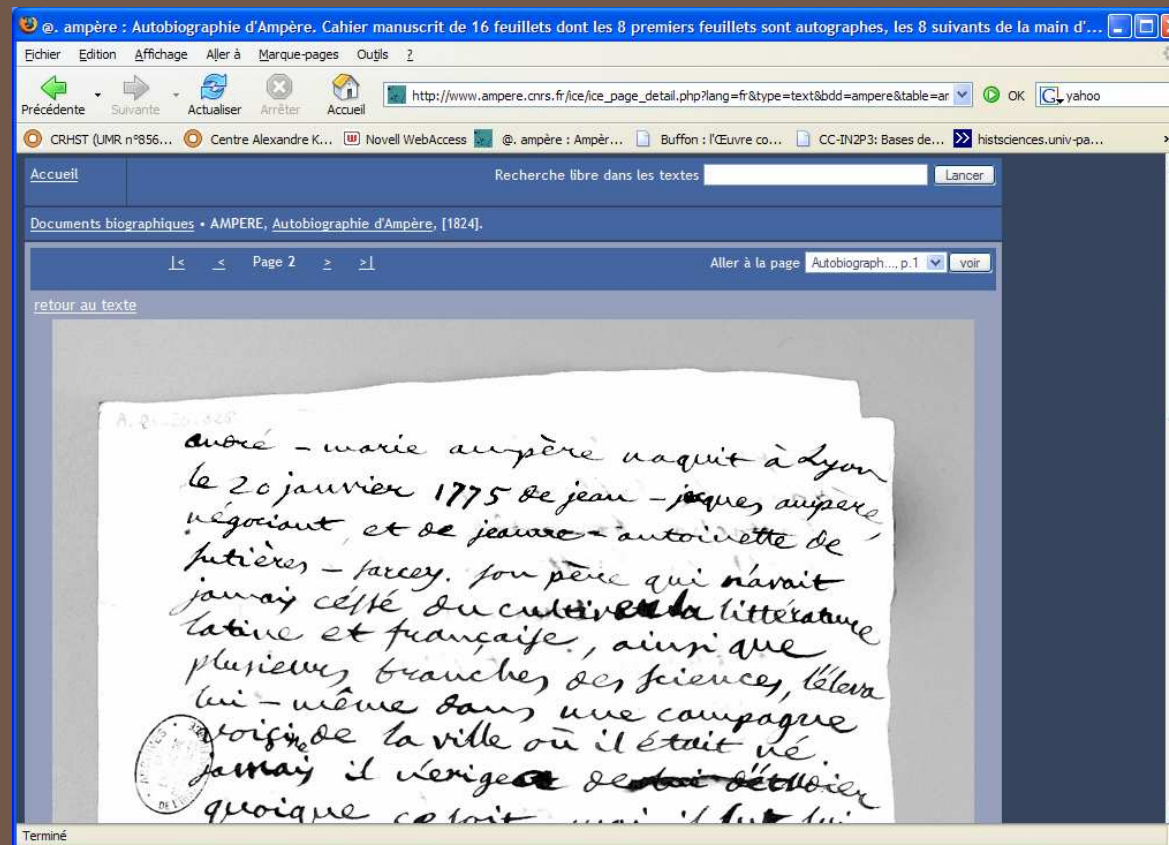 @. ampère : Autobiographie d'Ampère. Cahier manuscrit de 16 feuillets dont les 8 premiers feuillets sont autographes, les 8 suivants de la main d'...
Fichier Edition Affichage Aller à Marque-pages Outils ?
Précédente Suivante Actualiser Arrêter Accueil http://www.ampere.cnrs.fr/ice/ice_page_detail.php?lang=fr&type=text&bdd=ampere&table=ar OK G yahoo
CRHST (UMR n°856... Centre Alexandre K... Novell WebAccess @. ampère : Ampèr... Buffon : l'Œuvre co... CC-IN2P3: Bases de... histsciences.univ-pa...
Accueil Recherche libre dans les textes Lancer
Documents biographiques • AMPERE, Autobiographie d'Ampère, [1824].
|< < Page 2 > >| Aller à la page Autobiograph..., p.1 voir
retour au texte
andré - marie ampère naquit à Lyon
le 20 janvier 1775 de jean - jacques ampère,
négociant, et de jeanne - antoinette de
sutières - sarcey. son père qui n'avait
jamais céssé de cultiver la littérature
latine et française, ainsi que
plusieurs branches des sciences, l'éleva
lui - même dans une campagne
voisine de la ville où il était né.
jamais il n'exigea de
quoique ce soit
Terminé